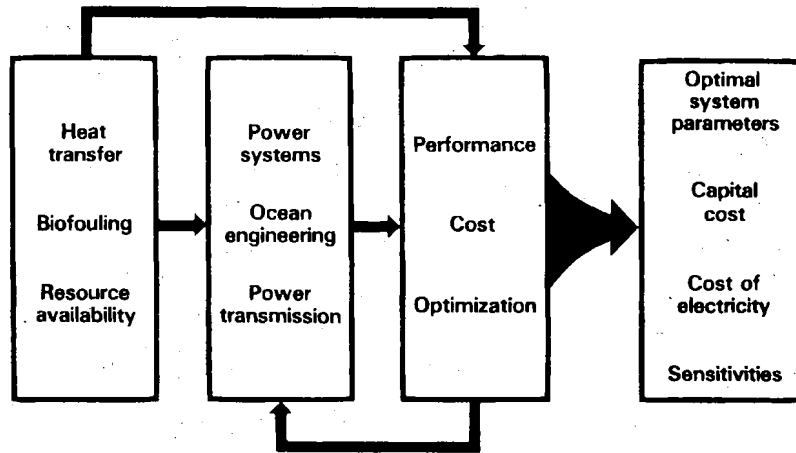 Heat
transfer
Biofouling
Resource
availability
Power
systems
Ocean
engineering
Power
transmission
Performance
Cost
Optimization
Optimal
system
parameters
Capital
cost
Cost of
electricity
Sensitivities